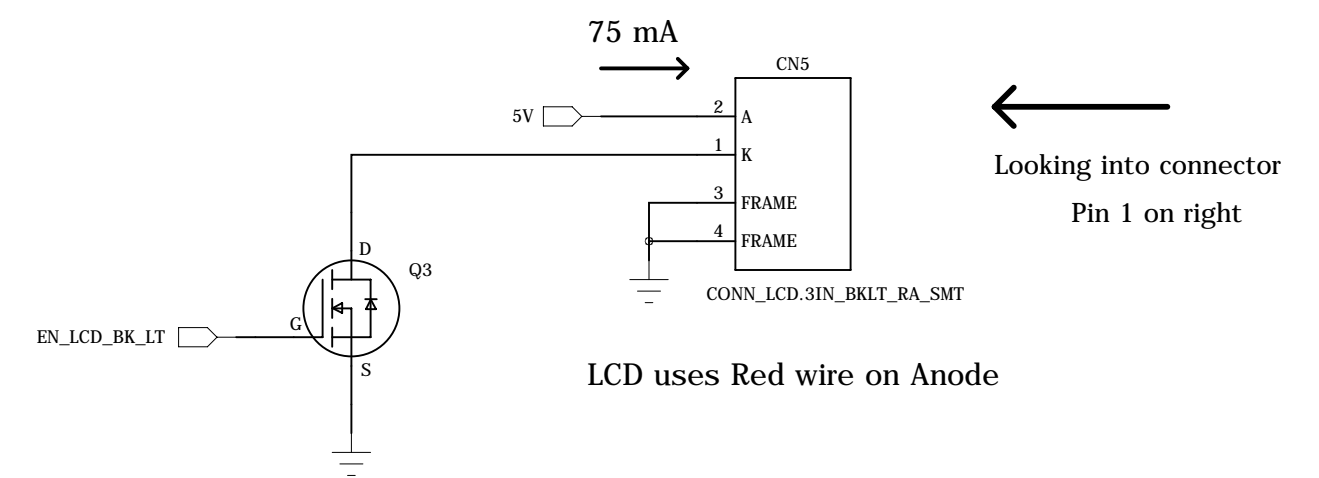 75 mA
CN5
5V
2
A
1
K
3
FRAME
4
FRAME
Looking into connector
Pin 1 on right
D
Q3
CONN_LCD.3IN_BKLT_RA_SMT
G
EN_LCD_BK_LT
S
LCD uses Red wire on Anode